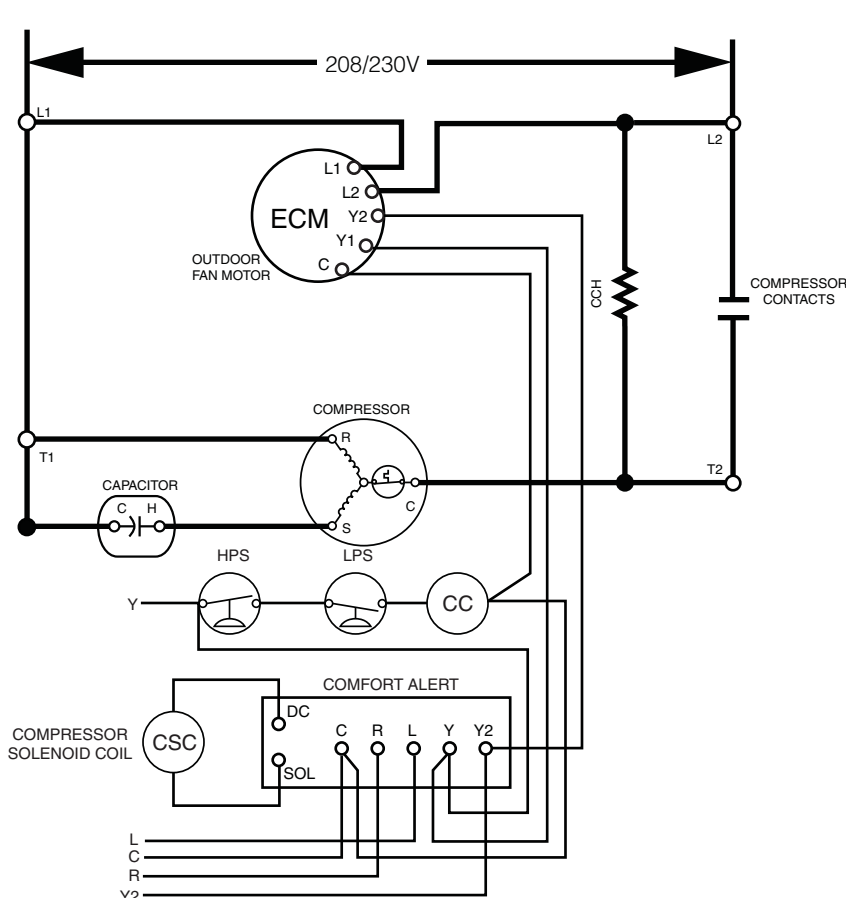 208/230V
L1
L2
L1
L2
ECM
Y2
Y1
C
OUTDOOR
FAN MOTOR
CCH
COMPRESSOR
CONTACTS
COMPRESSOR
R
T1
T2
CAPACITOR
C H
C
S
HPS
LPS
Y
CC
COMFORT ALERT
DC
C R L Y Y2
COMPRESSOR
SOLENOID COIL
CSC
SOL
L
C
R
Y2